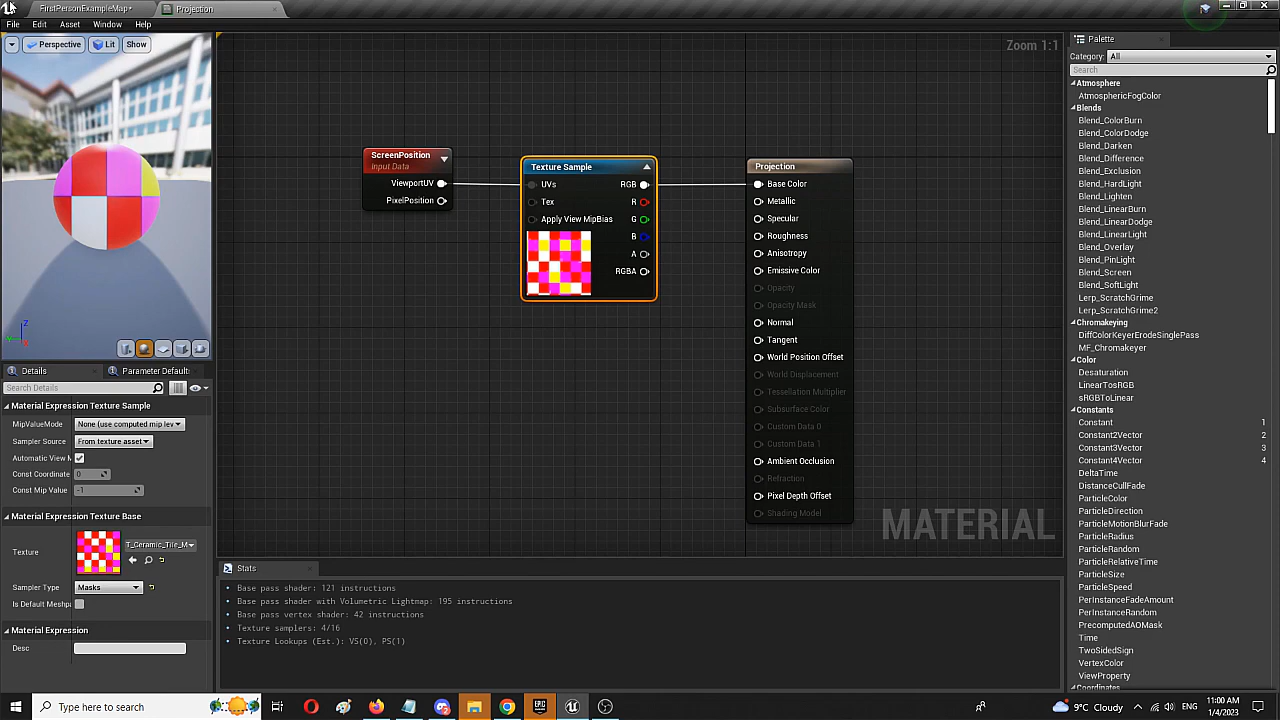 FirstPersonExampleMap*
Projection
File Edit Asset Window Help
Perspective Lit Show
Zoom 1:1
ScreenPosition
Input Data
ViewportUV
PixelPosition
Texture Sample
UVs RGB
Tex R
Apply View MipBias G
B
A
RGBA
Projection
Base Color
Metallic
Specular
Roughness
Anisotropy
Emissive Color
Opacity
Opacity Mask
Normal
Tangent
World Position Offset
World Displacement
Tessellation Multiplier
Subsurface Color
Custom Data 0
Custom Data 1
Ambient Occlusion
Refraction
Pixel Depth Offset
Shading Model
MATERIAL
Z
Details
Parameter Default
Search Details
Material Expression Texture Sample
MipValueMode None (use computed mip lev
Sampler Source From texture asset
Automatic View M
Const Coordinate 0
Const Mip Value -1
Material Expression Texture Base
Texture T_Ceramic_Tile_M
Sampler Type Masks
Is Default Meshpa
Material Expression
Desc
Stats
Base pass shader: 121 instructions
Base pass shader with Volumetric Lightmap: 195 instructions
Base pass vertex shader: 42 instructions
Texture samplers: 4/16
Texture Lookups (Est.): VS(0), PS(1)
Palette
Category: All
Search
Atmosphere
AtmosphericFogColor
Blends
Blend_ColorBurn
Blend_ColorDodge
Blend_Darken
Blend_Difference
Blend_Exclusion
Blend_HardLight
Blend_Lighten
Blend_LinearBurn
Blend_LinearDodge
Blend_LinearLight
Blend_Overlay
Blend_PinLight
Blend_Screen
Blend_SoftLight
Lerp_ScratchGrime
Lerp_ScratchGrime2
Chromakeying
DiffColorKeyerErodeSinglePass
MF_Chromakeyer
Color
Desaturation
LinearTosRGB
sRGBToLinear
Constants
Constant 1
Constant2Vector 2
Constant3Vector 3
Constant4Vector 4
DeltaTime
DistanceCullFade
ParticleColor
ParticleDirection
ParticleMotionBlurFade
ParticleRadius
ParticleRandom
ParticleRelativeTime
ParticleSize
ParticleSpeed
PerInstanceFadeAmount
PerInstanceRandom
PrecomputedAOMask
Time
TwoSidedSign
VertexColor
ViewProperty
Coordinates
Type here to search
9°C Cloudy
ENG
11:00 AM
1/4/2023